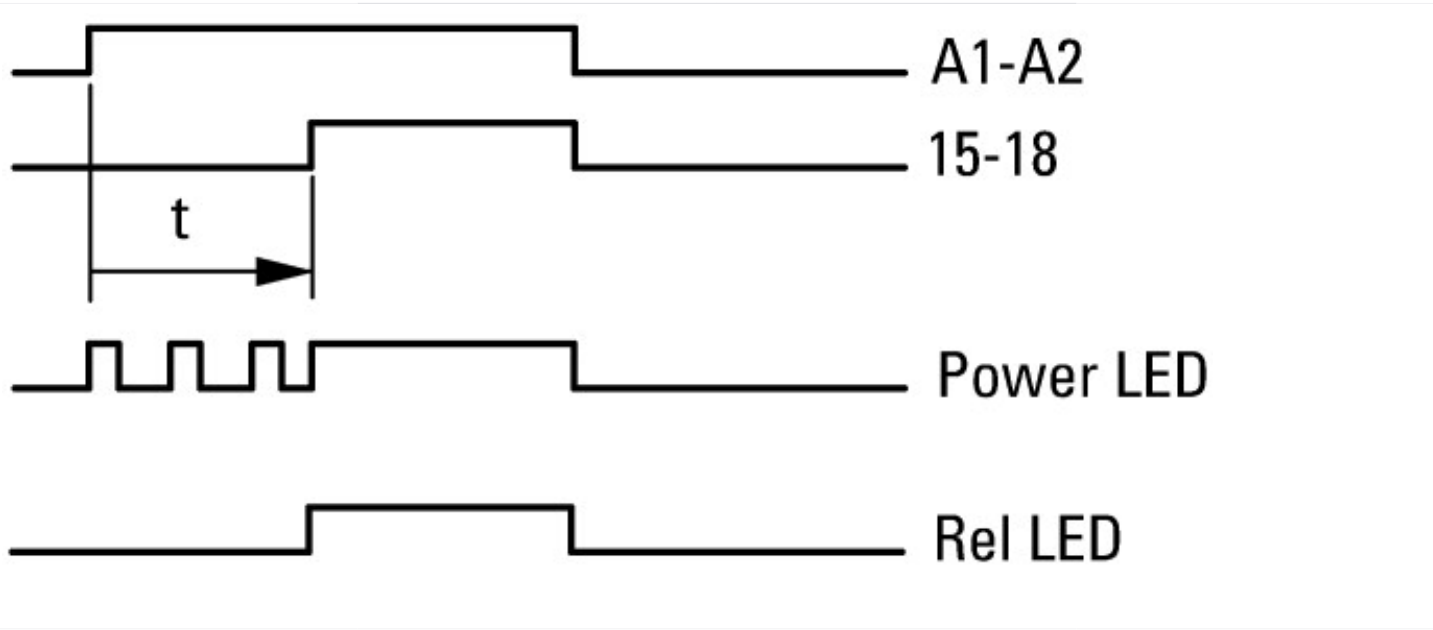 A1-A2
15-18
t
Power LED
Rel LED